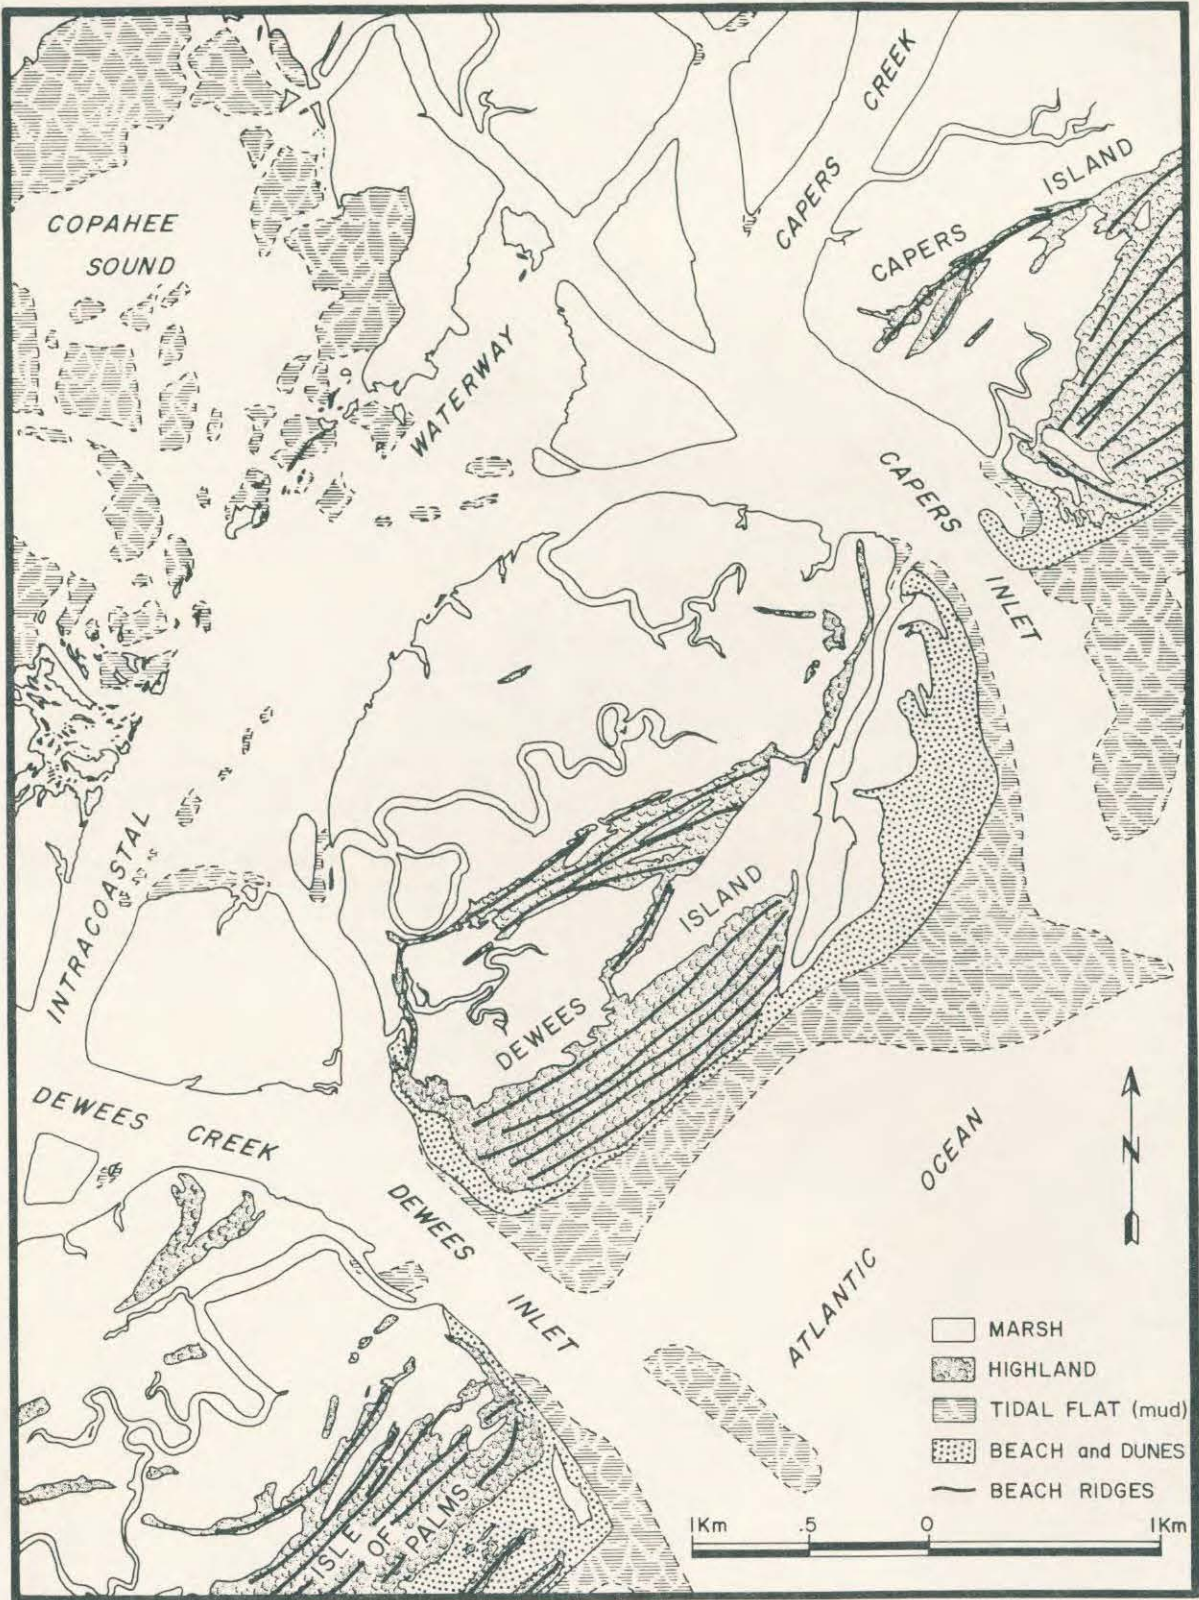 CAPERS CREEK
CAPERS ISLAND
COPAHEE
SOUND
WATERWAY
CAPERS INLET
INTRACOASTAL
DEWEES ISLAND
DEWEES CREEK
DEWEES INLET
ATLANTIC OCEAN
N
ISLE OF PALMS
MARSH
HIGHLAND
TIDAL FLAT (mud)
BEACH and DUNES
BEACH RIDGES
1Km .5 0 1Km